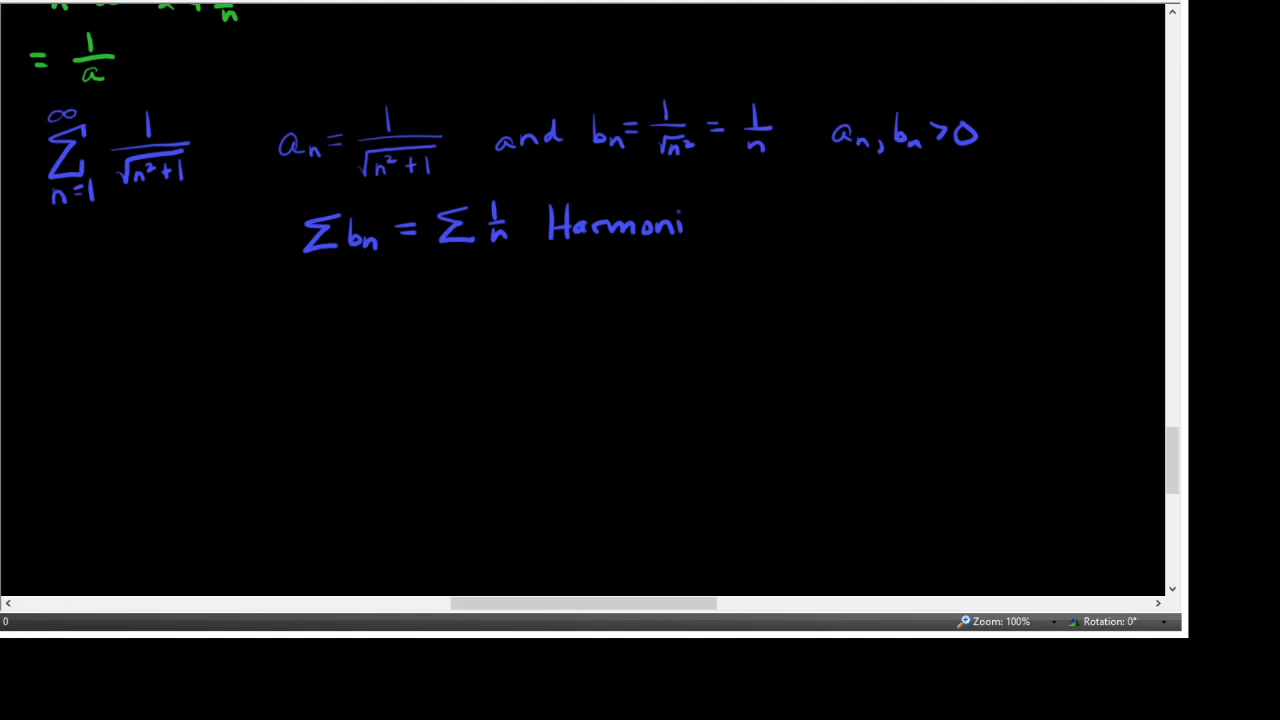 = 1/a
∞ ∑ n=1 1/√(n²+1) aₙ = 1/√(n²+1) and bₙ = 1/√n² = 1/n aₙ, bₙ > 0
∑ bₙ = ∑ 1/n Harmoni
0 Zoom: 100% Rotation: 0°